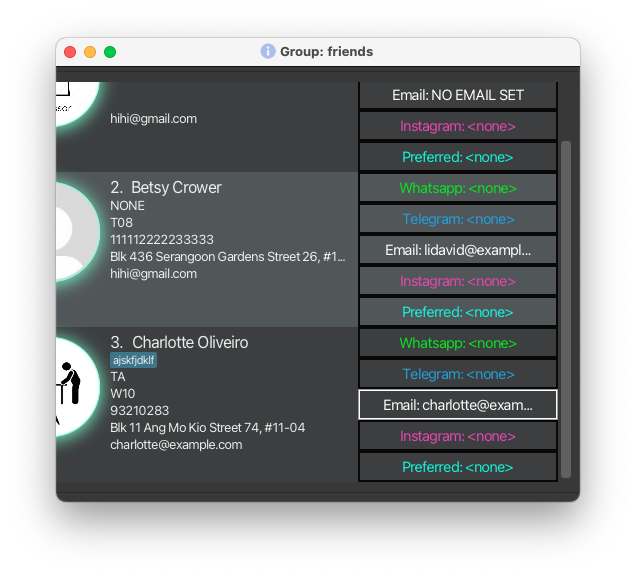 Group: friends
hihi@gmail.com
Email: NO EMAIL SET
Instagram: <none>
Preferred: <none>
2. Betsy Crower
NONE
T08
111112222233333
Blk 436 Serangoon Gardens Street 26, #1...
hihi@gmail.com
Whatsapp: <none>
Telegram: <none>
Email: lidavid@exampl...
Instagram: <none>
Preferred: <none>
3. Charlotte Oliveiro
ajskfjdklf
TA
W10
93210283
Blk 11 Ang Mo Kio Street 74, #11-04
charlotte@example.com
Whatsapp: <none>
Telegram: <none>
Email: charlotte@exam...
Instagram: <none>
Preferred: <none>